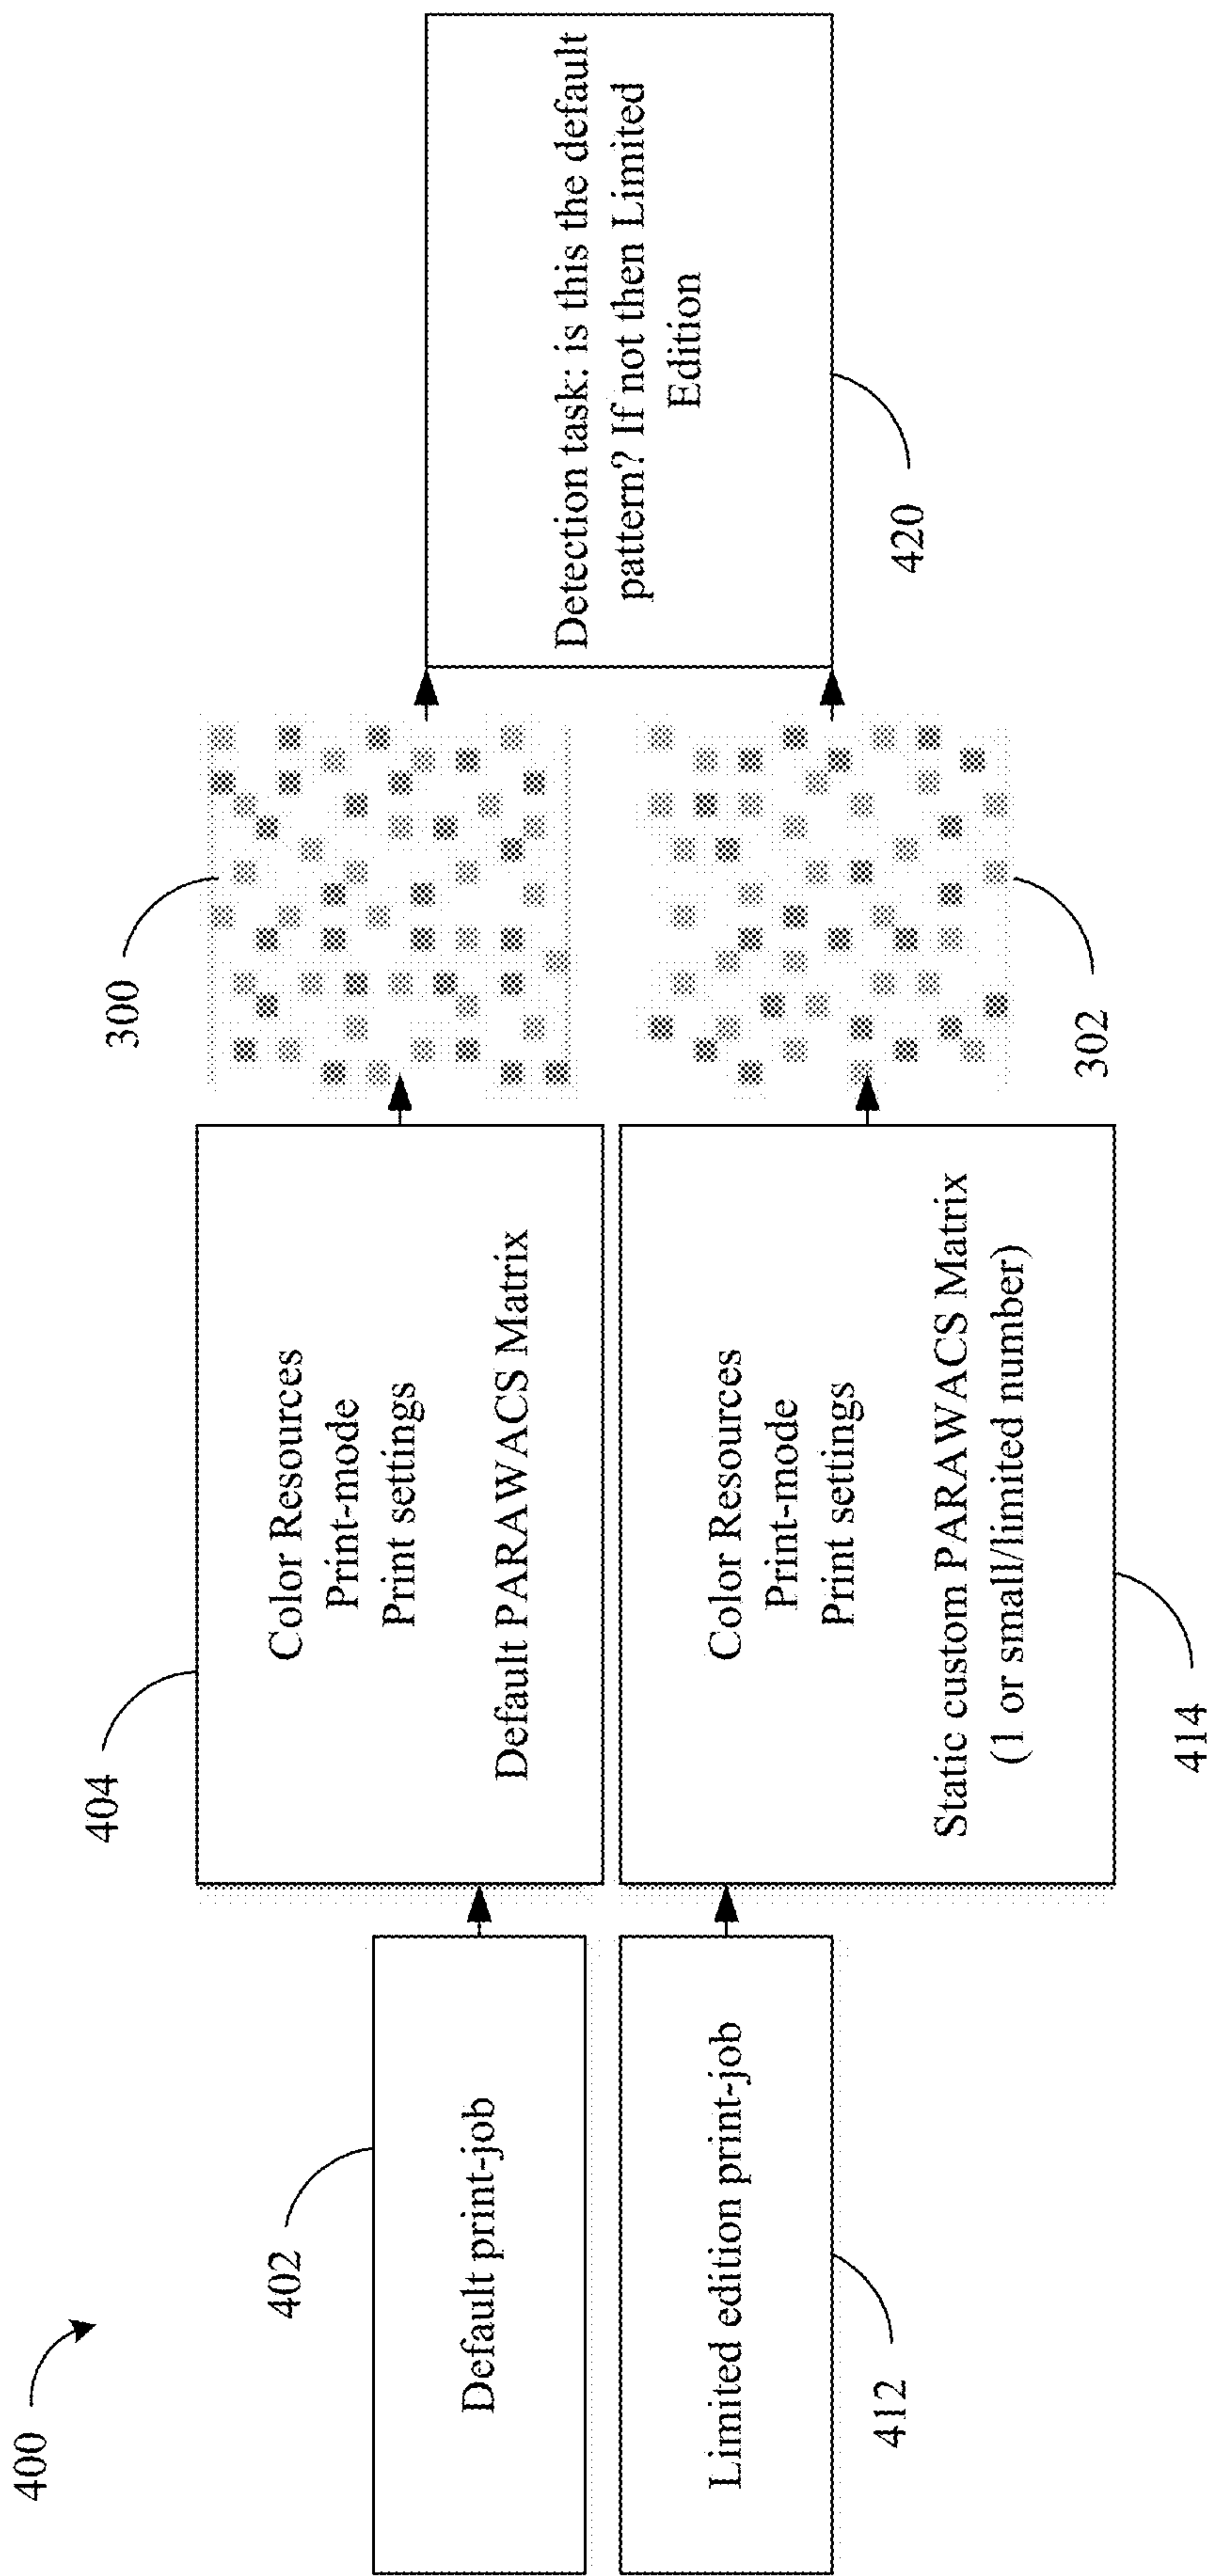 400
402
Default print-job
404
Color Resources
Print-mode
Print settings
Default PARAWACS Matrix
300
Detection task: is this the default
pattern? If not then Limited
Edition
420
412
Limited edition print-job
414
Color Resources
Print-mode
Print settings
Static custom PARAWACS Matrix
(1 or small/limited number)
302